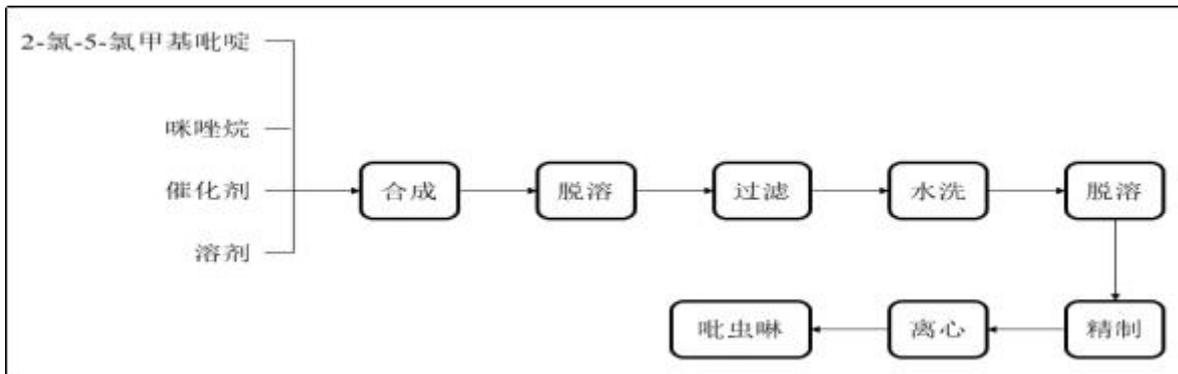 2-氯-5-氯甲基吡啶
咪唑烷
催化剂
溶剂
合成
脱溶
过滤
水洗
脱溶
精制
离心
吡虫啉